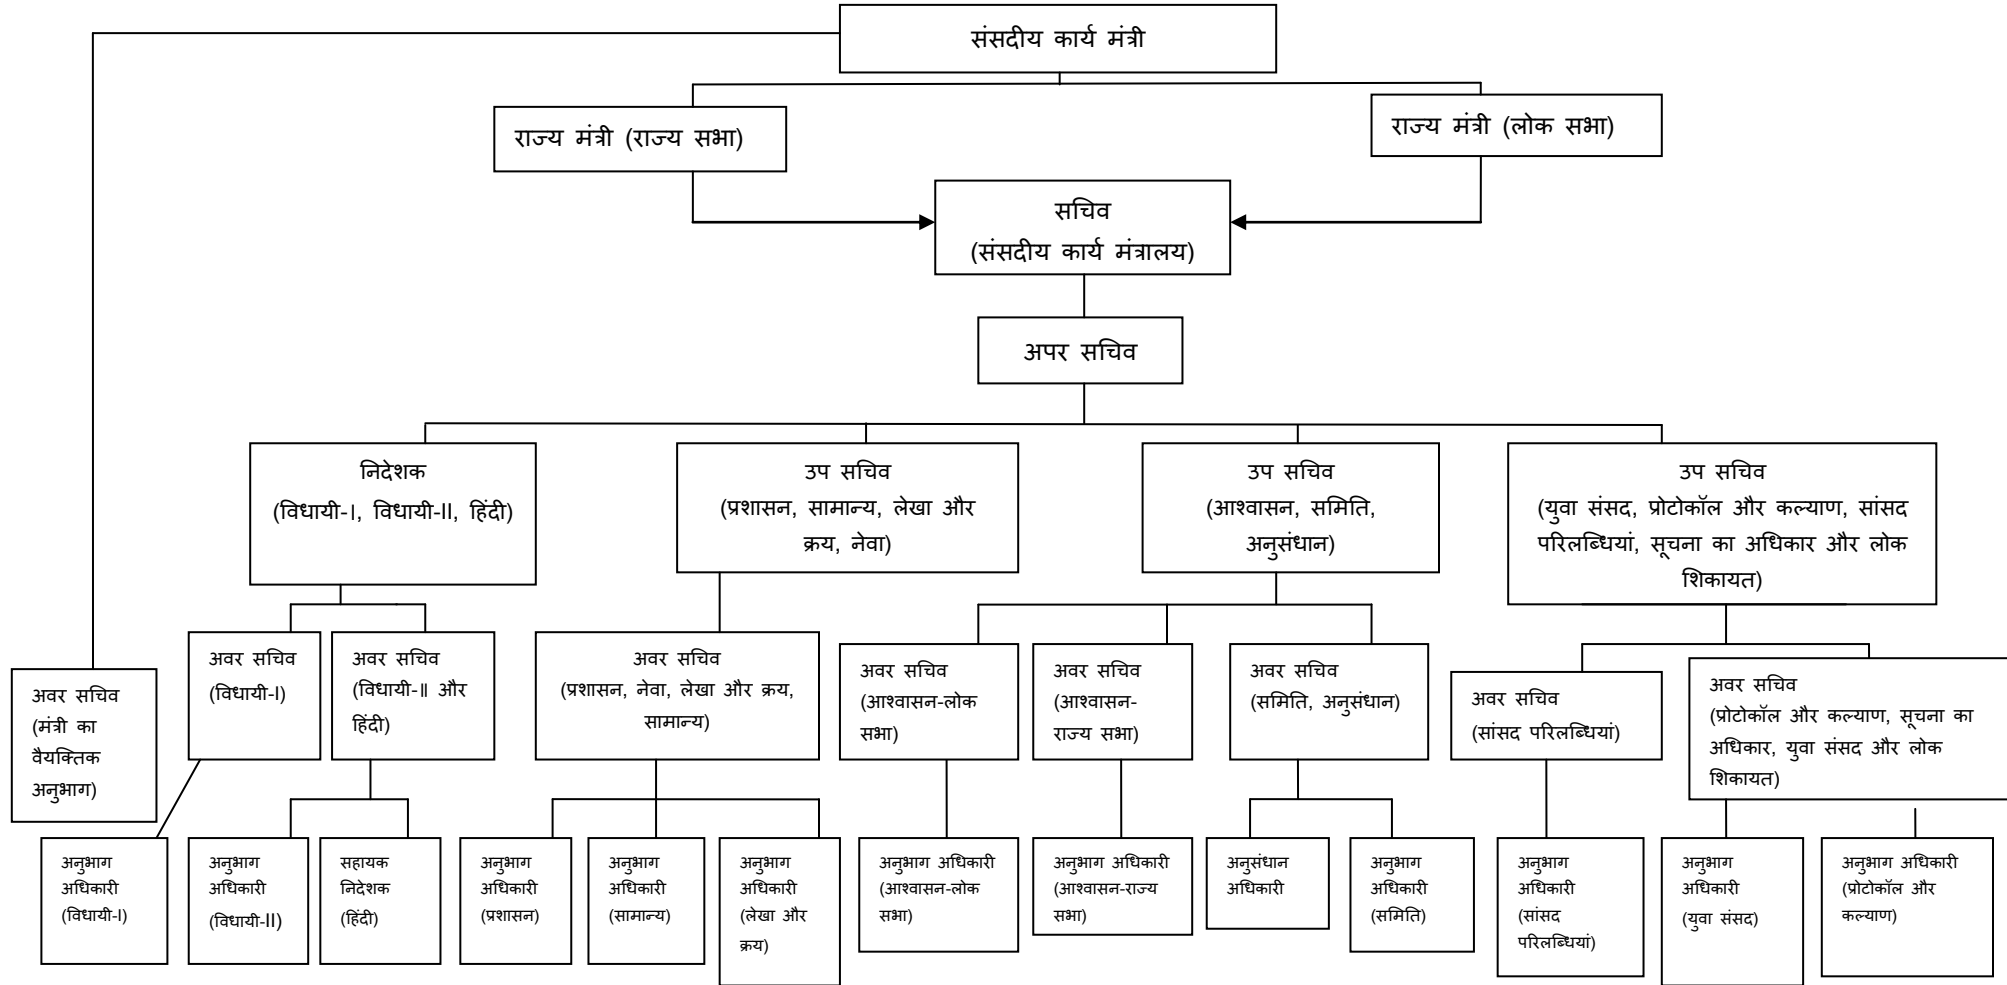 संसदीय कार्य मंत्री
राज्य मंत्री (राज्य सभा)
राज्य मंत्री (लोक सभा)
सचिव
(संसदीय कार्य मंत्रालय)
अपर सचिव
निदेशक
(विधायी-I, विधायी-II, हिंदी)
उप सचिव
(प्रशासन, सामान्य, लेखा और
क्रय, नेवा)
उप सचिव
(आश्वासन, समिति,
अनुसंधान)
उप सचिव
(युवा संसद, प्रोटोकॉल और कल्याण, सांसद
परिलब्धियां, सूचना का अधिकार और लोक
शिकायत)
अवर सचिव
(मंत्री का
वैयक्तिक
अनुभाग)
अवर सचिव
(विधायी-I)
अवर सचिव
(विधायी-II और
हिंदी)
अवर सचिव
(प्रशासन, नेवा, लेखा और क्रय,
सामान्य)
अवर सचिव
(आश्वासन-लोक
सभा)
अवर सचिव
(आश्वासन-
राज्य सभा)
अवर सचिव
(समिति, अनुसंधान)
अवर सचिव
(सांसद परिलब्धियां)
अवर सचिव
(प्रोटोकॉल और कल्याण, सूचना का
अधिकार, युवा संसद और लोक
शिकायत)
अनुभाग
अधिकारी
(विधायी-I)
अनुभाग
अधिकारी
(विधायी-II)
सहायक
निदेशक
(हिंदी)
अनुभाग
अधिकारी
(प्रशासन)
अनुभाग
अधिकारी
(सामान्य)
अनुभाग
अधिकारी
(लेखा और
क्रय)
अनुभाग अधिकारी
(आश्वासन-लोक
सभा)
अनुभाग अधिकारी
(आश्वासन-राज्य
सभा)
अनुसंधान
अधिकारी
अनुभाग
अधिकारी
(समिति)
अनुभाग
अधिकारी
(सांसद
परिलब्धियां)
अनुभाग
अधिकारी
(युवा संसद)
अनुभाग अधिकारी
(प्रोटोकॉल और
कल्याण)